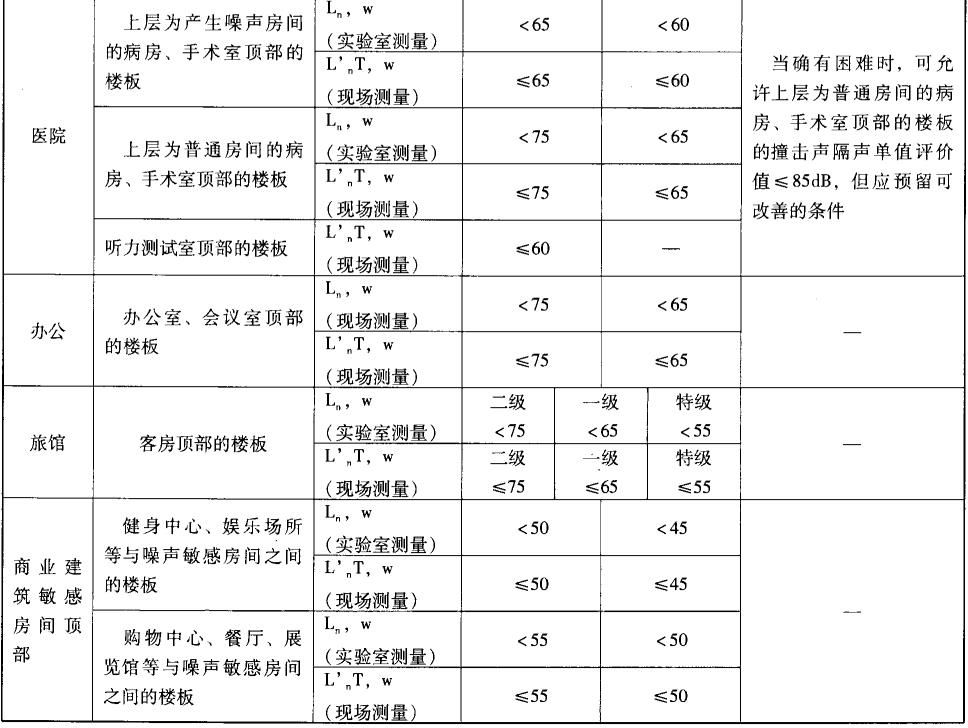 医院
上层为产生噪声房间
的病房、手术室顶部的
楼板
Ln，w
（实验室测量）
<65
<60
L’nT，w
（现场测量）
≤65
≤60
上层为普通房间的病
房、手术室顶部的楼板
Ln，w
（实验室测量）
<75
<65
L’nT，w
（现场测量）
≤75
≤65
听力测试室顶部的楼板
L’nT，w
（现场测量）
≤60
—
当确有困难时，可允
许上层为普通房间的病
房、手术室顶部的楼板
的撞击声隔声单值评价
值≤85dB，但应预留可
改善的条件
办公
办公室、会议室顶部
的楼板
Ln，w
（现场测量）
<75
<65
L’nT，w
（现场测量）
≤75
≤65
—
旅馆
客房顶部的楼板
Ln，w
（实验室测量）
二级
<75
一级
<65
特级
<55
L’nT，w
（现场测量）
二级
≤75
一级
≤65
特级
≤55
—
商业建
筑敏感
房间顶
部
健身中心、娱乐场所
等与噪声敏感房间之间
的楼板
Ln，w
（实验室测量）
<50
<45
L’nT，w
（现场测量）
≤50
≤45
购物中心、餐厅、展
览馆等与噪声敏感房间
之间的楼板
Ln，w
（实验室测量）
<55
<50
L’nT，w
（现场测量）
≤55
≤50
—